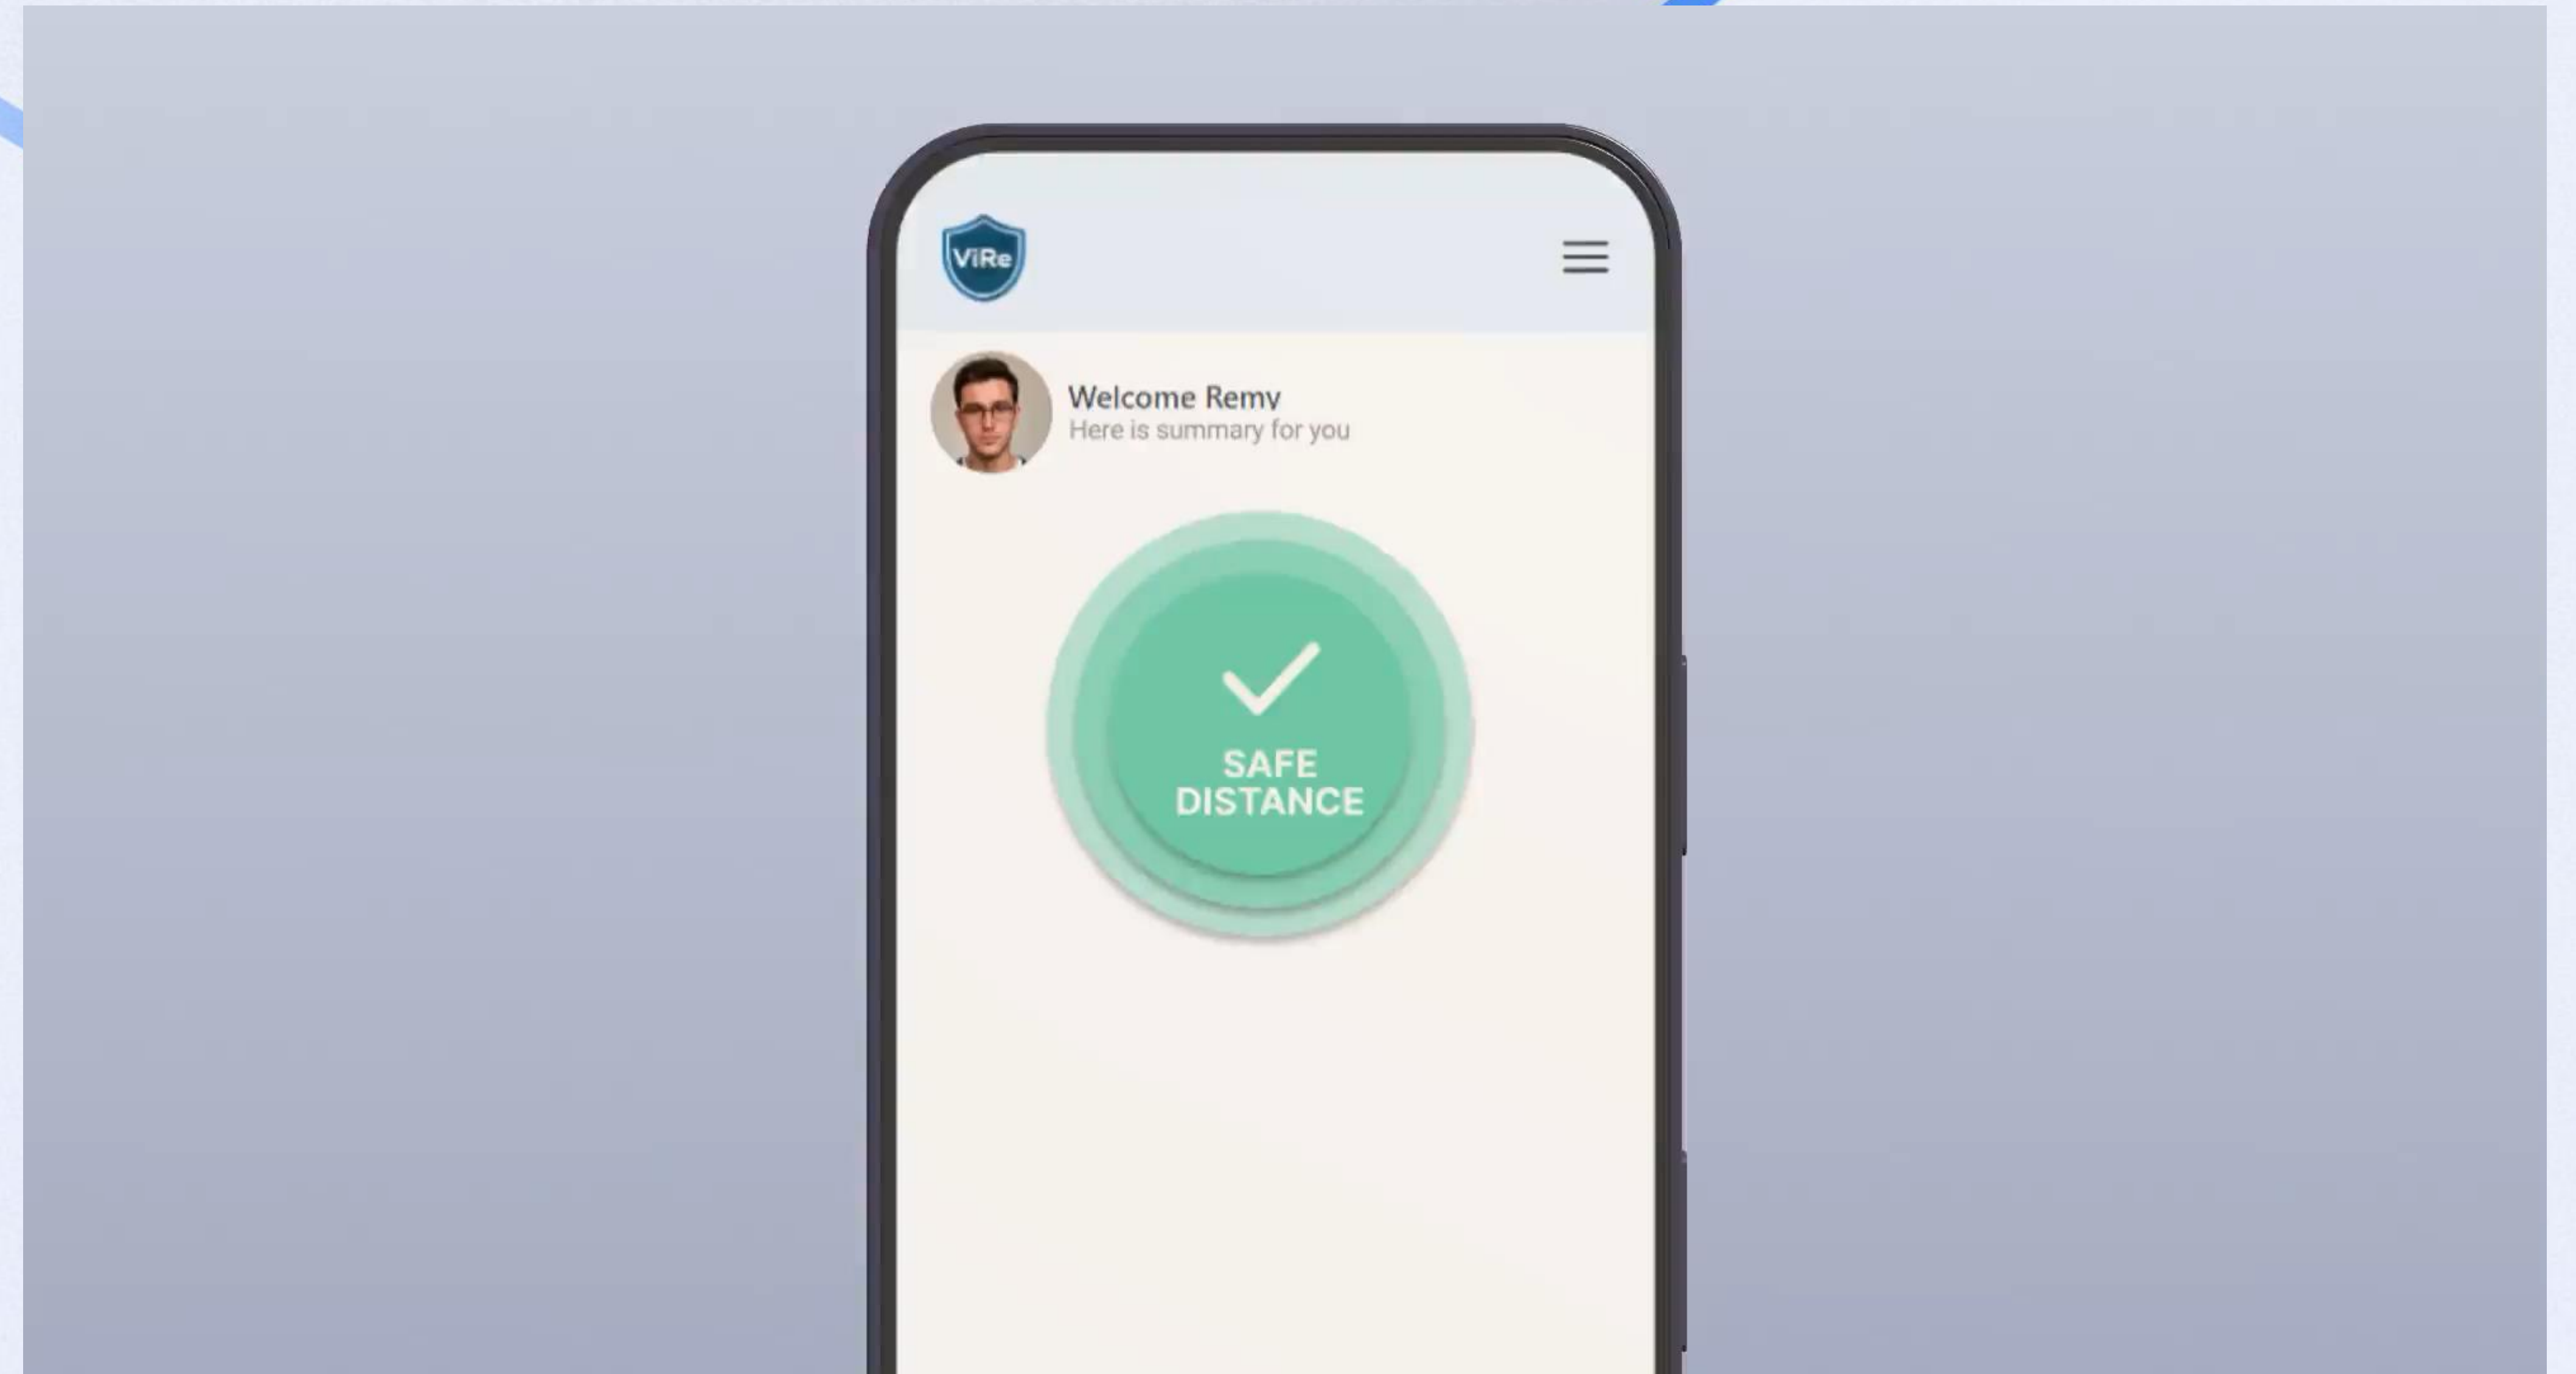 ViRe
Welcome Remy
Here is summary for you
SAFE
DISTANCE